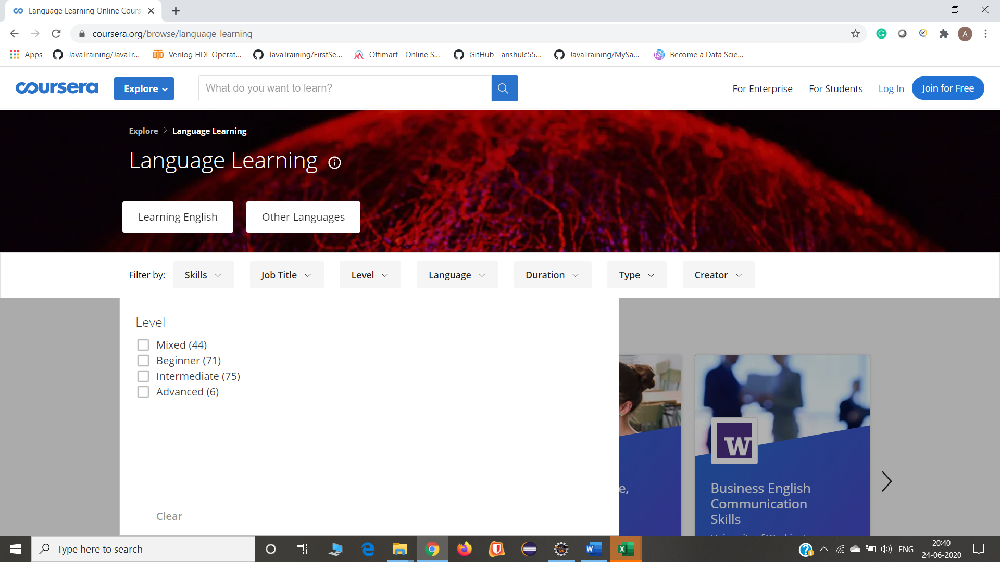 Language Learning Online Cours
coursera.org/browse/language-learning
A
Apps
JavaTraining/JavaTr...
Verilog HDL Operat...
JavaTraining/FirstSe...
Offimart - Online S...
GitHub - anshulc55...
JavaTraining/MySa...
Become a Data Scie...
coursera
Explore
What do you want to learn?
For Enterprise
For Students
Log In
Join for Free
Explore
Language Learning
Language Learning
Learning English
Other Languages
Filter by:
Skills
Job Title
Level
Language
Duration
Type
Creator
Level
Mixed (44)
Beginner (71)
Intermediate (75)
Advanced (6)
Clear
e,
W
Business English
Communication
Skills
Type here to search
ENG
20:40
24-06-2020